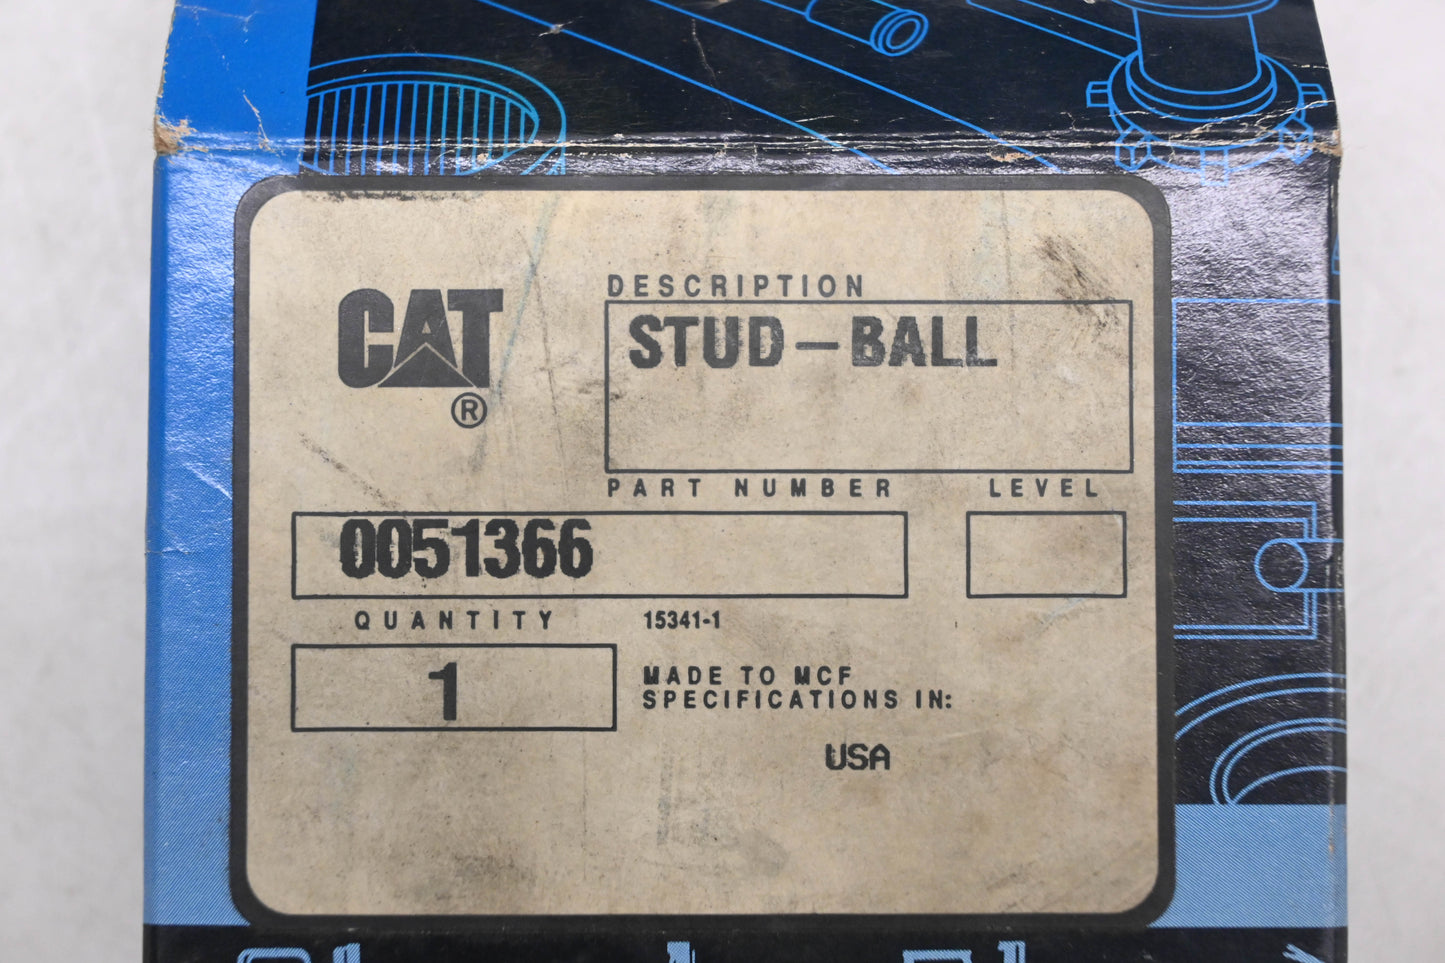 CAT
®
DESCRIPTION
STUD-BALL
PART NUMBER LEVEL
0051366
QUANTITY 15341-1
1
MADE TO MCF
SPECIFICATIONS IN:
USA